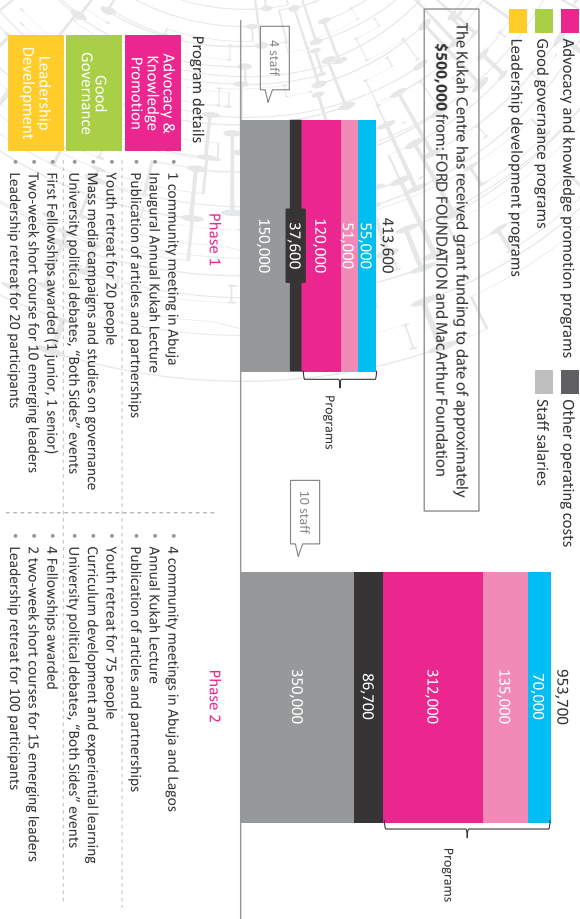 Advocacy and knowledge promotion programs
Good governance programs
Leadership development programs
Other operating costs
Staff salaries
The Kukah Centre has received grant funding to date of approximately
$500,000 from: FORD FOUNDATION and MacArthur Foundation
413,600
55,000
51,000
120,000
37,600
150,000
Programs
4 staff
953,700
70,000
135,000
312,000
86,700
350,000
Programs
10 staff
Program details
Phase 1
Phase 2
Advocacy &
Knowledge
Promotion
• 1 community meeting in Abuja
• Inaugural Annual Kukah Lecture
• Publication of articles and partnerships
• 4 community meetings in Abuja and Lagos
• Annual Kukah Lecture
• Publication of articles and partnerships
Good
Governance
• Youth retreat for 20 people
• Mass media campaigns and studies on governance
• University political debates, "Both Sides" events
• Youth retreat for 75 people
• Curriculum development and experiential learning
• University political debates, "Both Sides" events
Leadership
Development
• First Fellowships awarded (1 junior, 1 senior)
• Two-week short course for 10 emerging leaders
• Leadership retreat for 20 participants
• 4 Fellowships awarded
• 2 two-week short courses for 15 emerging leaders
• Leadership retreat for 100 participants